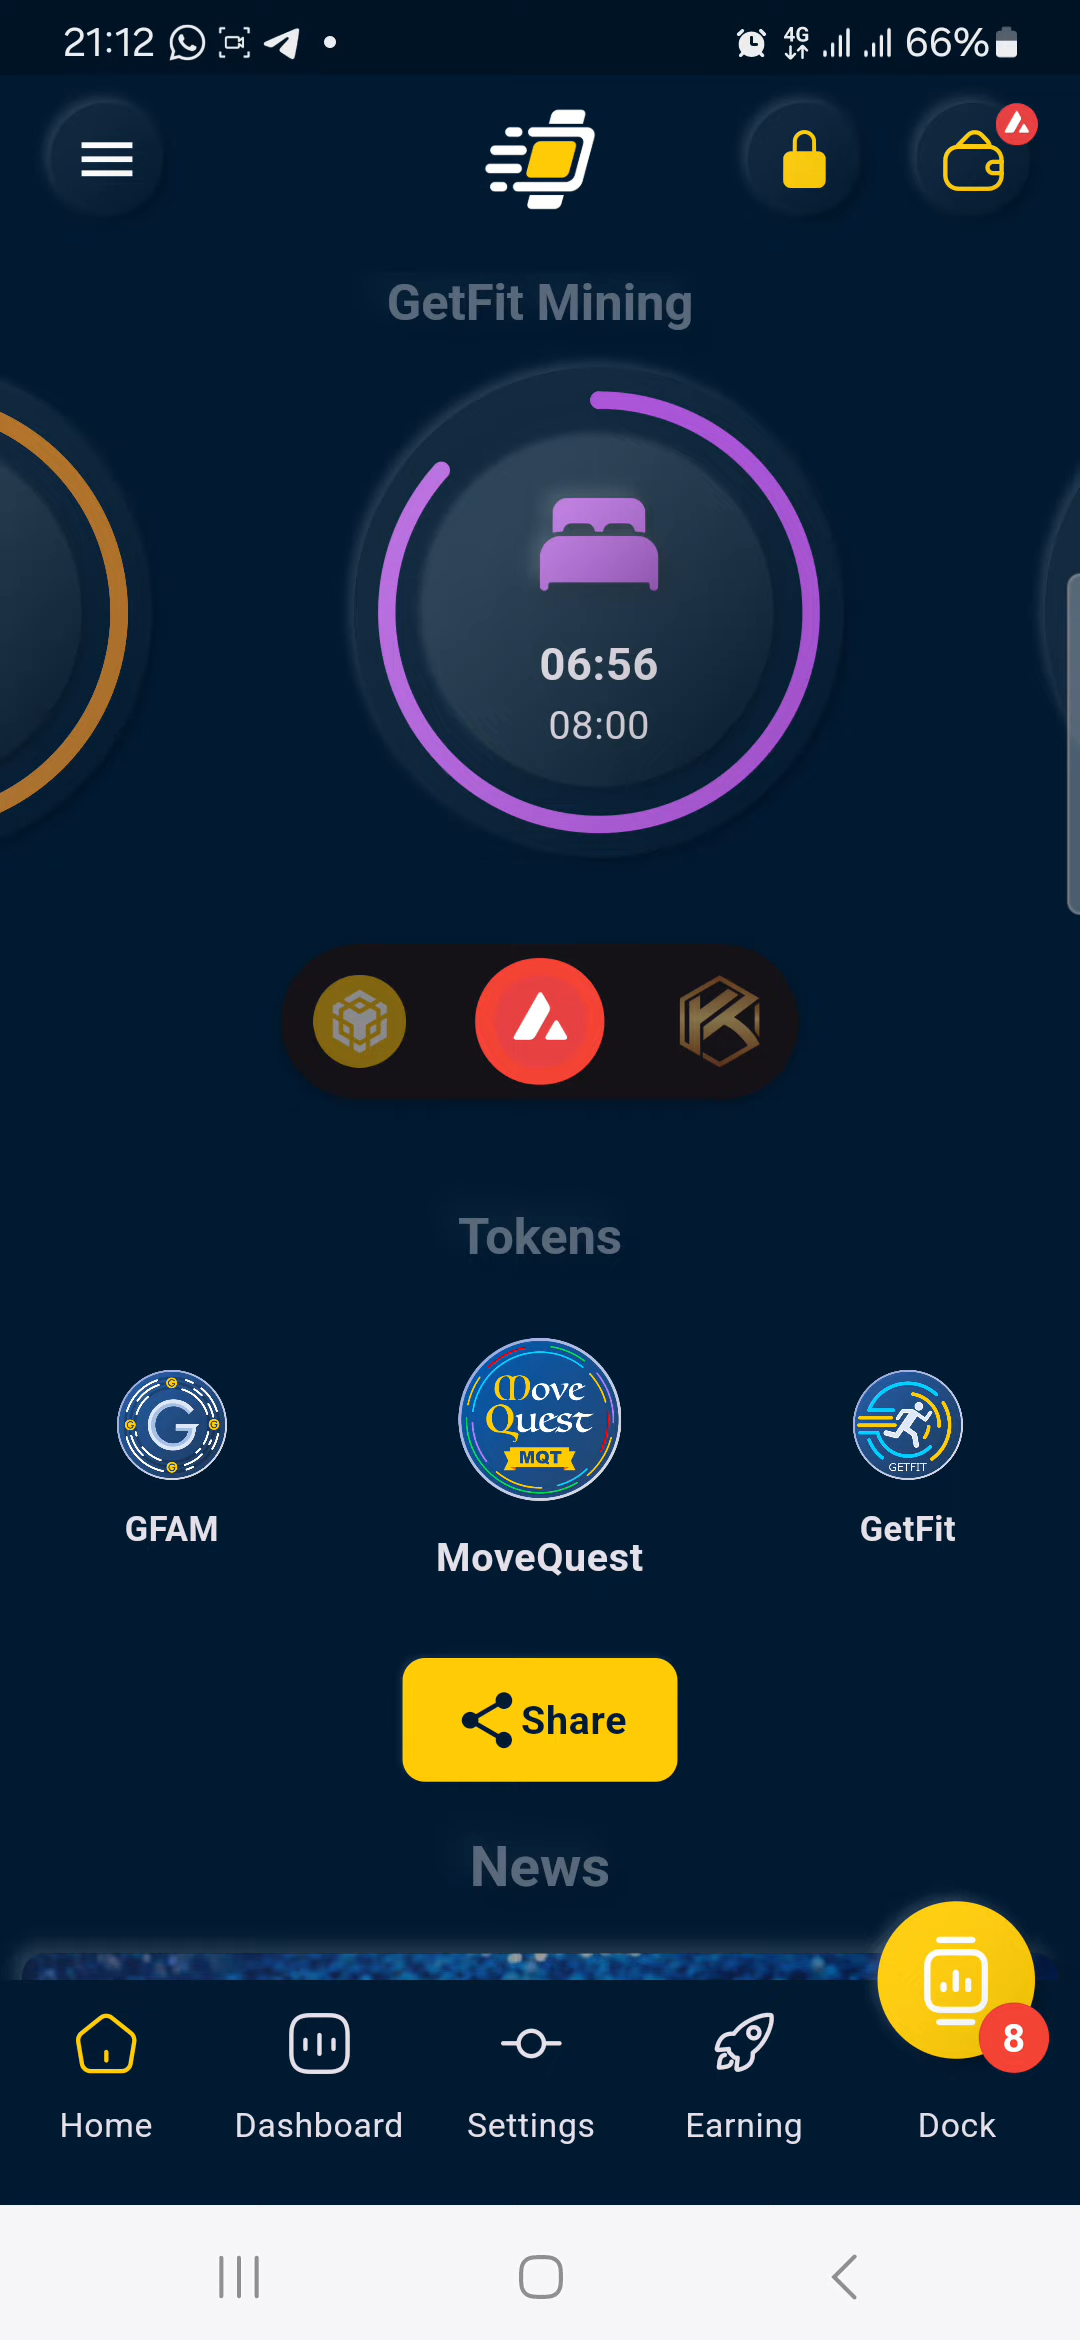 21:12
4G
66%
GetFit Mining
06:56
08:00
Tokens
Move
Quest
MQT
GETFIT
GFAM
MoveQuest
GetFit
Share
News
8
Home
Dashboard
Settings
Earning
Dock